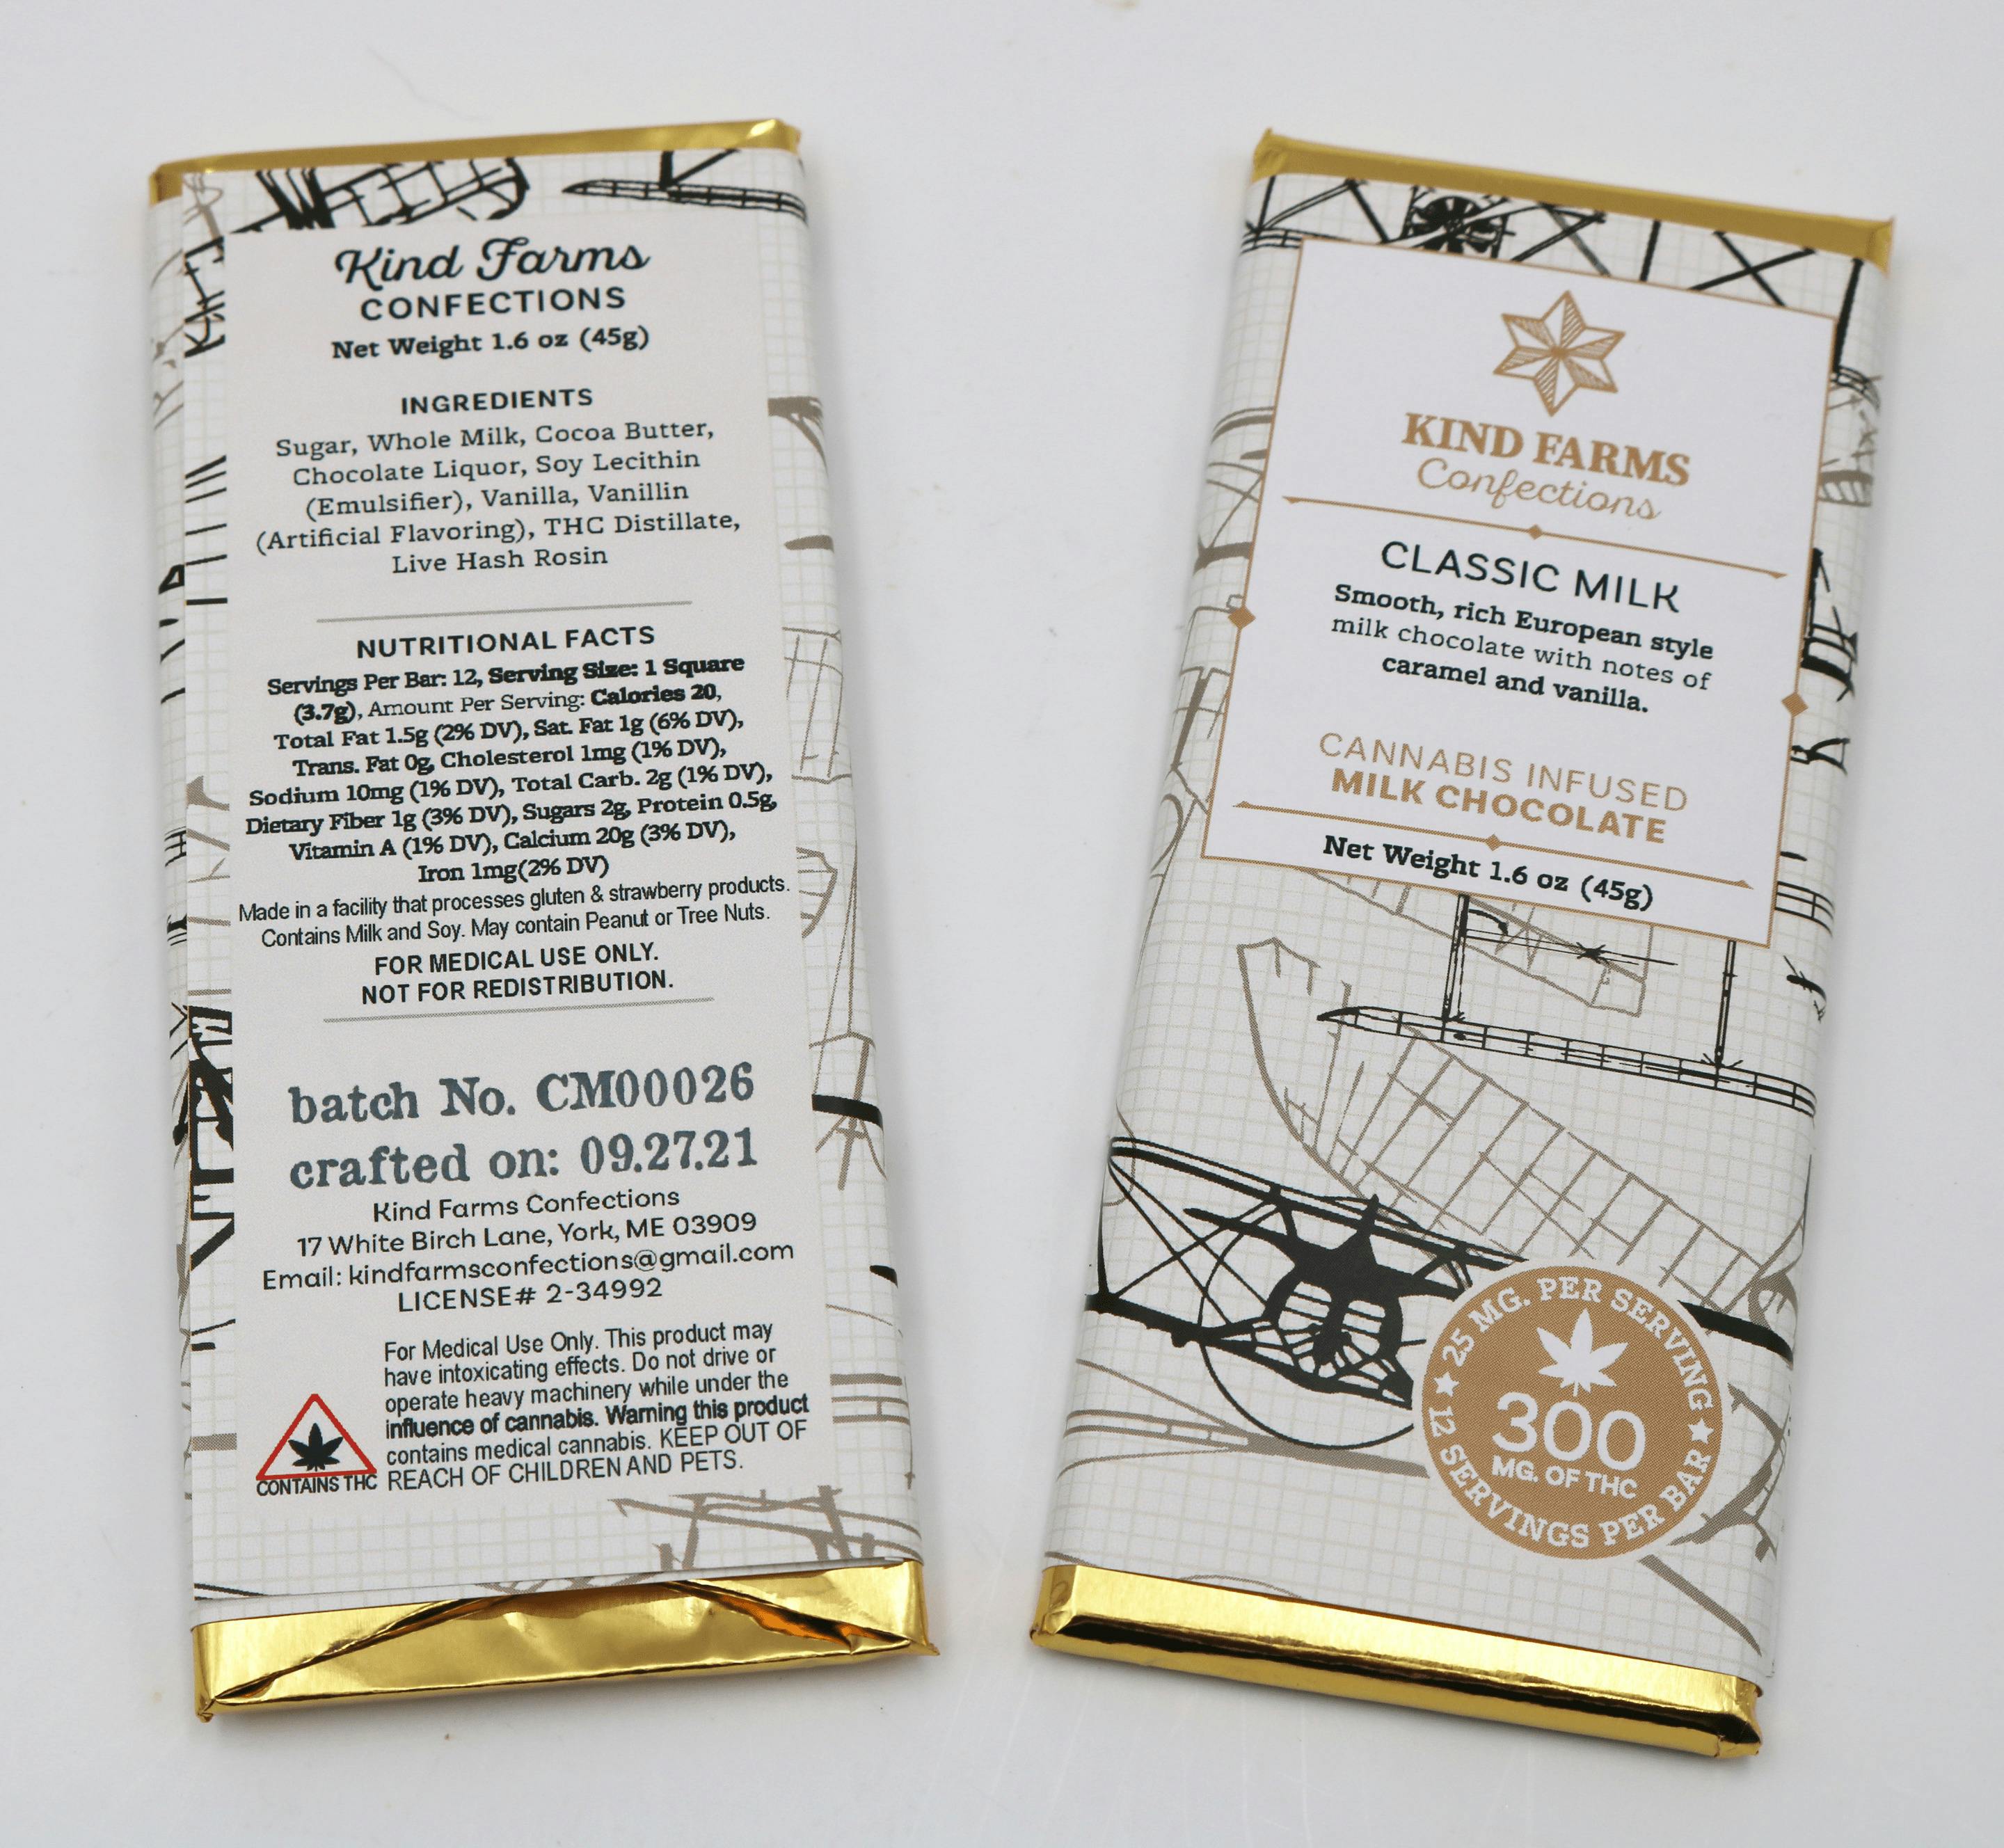 Kind Farms
CONFECTIONS
Net Weight 1.6 oz (45g)
INGREDIENTS
Sugar, Whole Milk, Cocoa Butter,
Chocolate Liquor, Soy Lecithin
(Emulsifier), Vanilla, Vanillin
(Artificial Flavoring), THC Distillate,
Live Hash Rosin
NUTRITIONAL FACTS
Servings Per Bar: 12, Serving Size: 1 Square
(3.7g), Amount Per Serving: Calories 20,
Total Fat 1.5g (2% DV), Sat. Fat 1g (6% DV),
Trans. Fat 0g, Cholesterol 1mg (1% DV),
Sodium 10mg (1% DV), Total Carb. 2g (1% DV),
Dietary Fiber 1g (3% DV), Sugars 2g, Protein 0.5g,
Vitamin A (1% DV), Calcium 20g (3% DV),
Iron 1mg(2% DV)
Made in a facility that processes gluten & strawberry products.
Contains Milk and Soy. May contain Peanut or Tree Nuts.
FOR MEDICAL USE ONLY.
NOT FOR REDISTRIBUTION.
batch No. CM00026
crafted on: 09.27.21
Kind Farms Confections
17 White Birch Lane, York, ME 03909
Email: kindfarmsconfections@gmail.com
LICENSE# 2-34992
For Medical Use Only. This product may
have intoxicating effects. Do not drive or
operate heavy machinery while under the
influence of cannabis. Warning this product
contains medical cannabis. KEEP OUT OF
REACH OF CHILDREN AND PETS.
CONTAINS THC
KIND FARMS
Confections
CLASSIC MILK
Smooth, rich European style
milk chocolate with notes of
caramel and vanilla.
CANNABIS INFUSED
MILK CHOCOLATE
Net Weight 1.6 oz (45g)
25 MG. PER SERVING
300
MG. OF THC
12 SERVINGS PER BAR